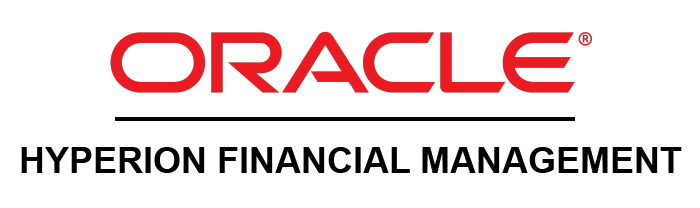 ORACLE®
HYPERION FINANCIAL MANAGEMENT